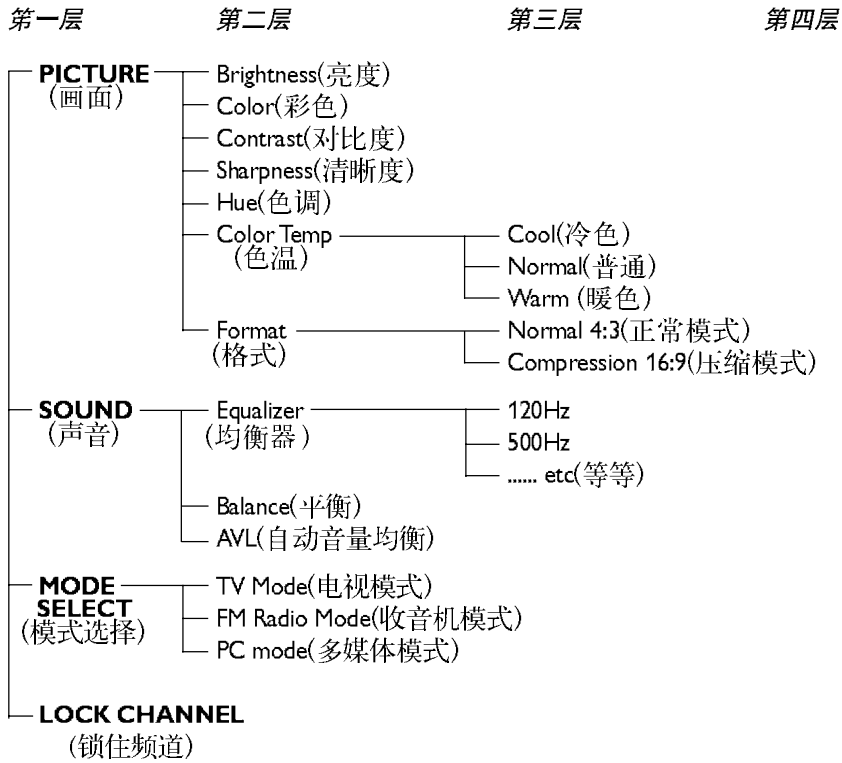 第一层 第二层 第三层 第四层
PICTURE Brightness(亮度)
(画面)
Color(彩色)
Contrast(对比度)
Sharpness(清晰度)
Hue(色调)
Color Temp Cool(冷色)
(色温) Normal(普通)
Warm (暖色)
Format Normal 4:3(正常模式)
(格式) Compression 16:9(压缩模式)
SOUND Equalizer 120Hz
(声音) (均衡器) 500Hz
...... etc(等等)
Balance(平衡)
AVL(自动音量均衡)
MODE TV Mode(电视模式)
SELECT FM Radio Mode(收音机模式)
(模式选择) PC mode(多媒体模式)
LOCK CHANNEL
(锁住频道)